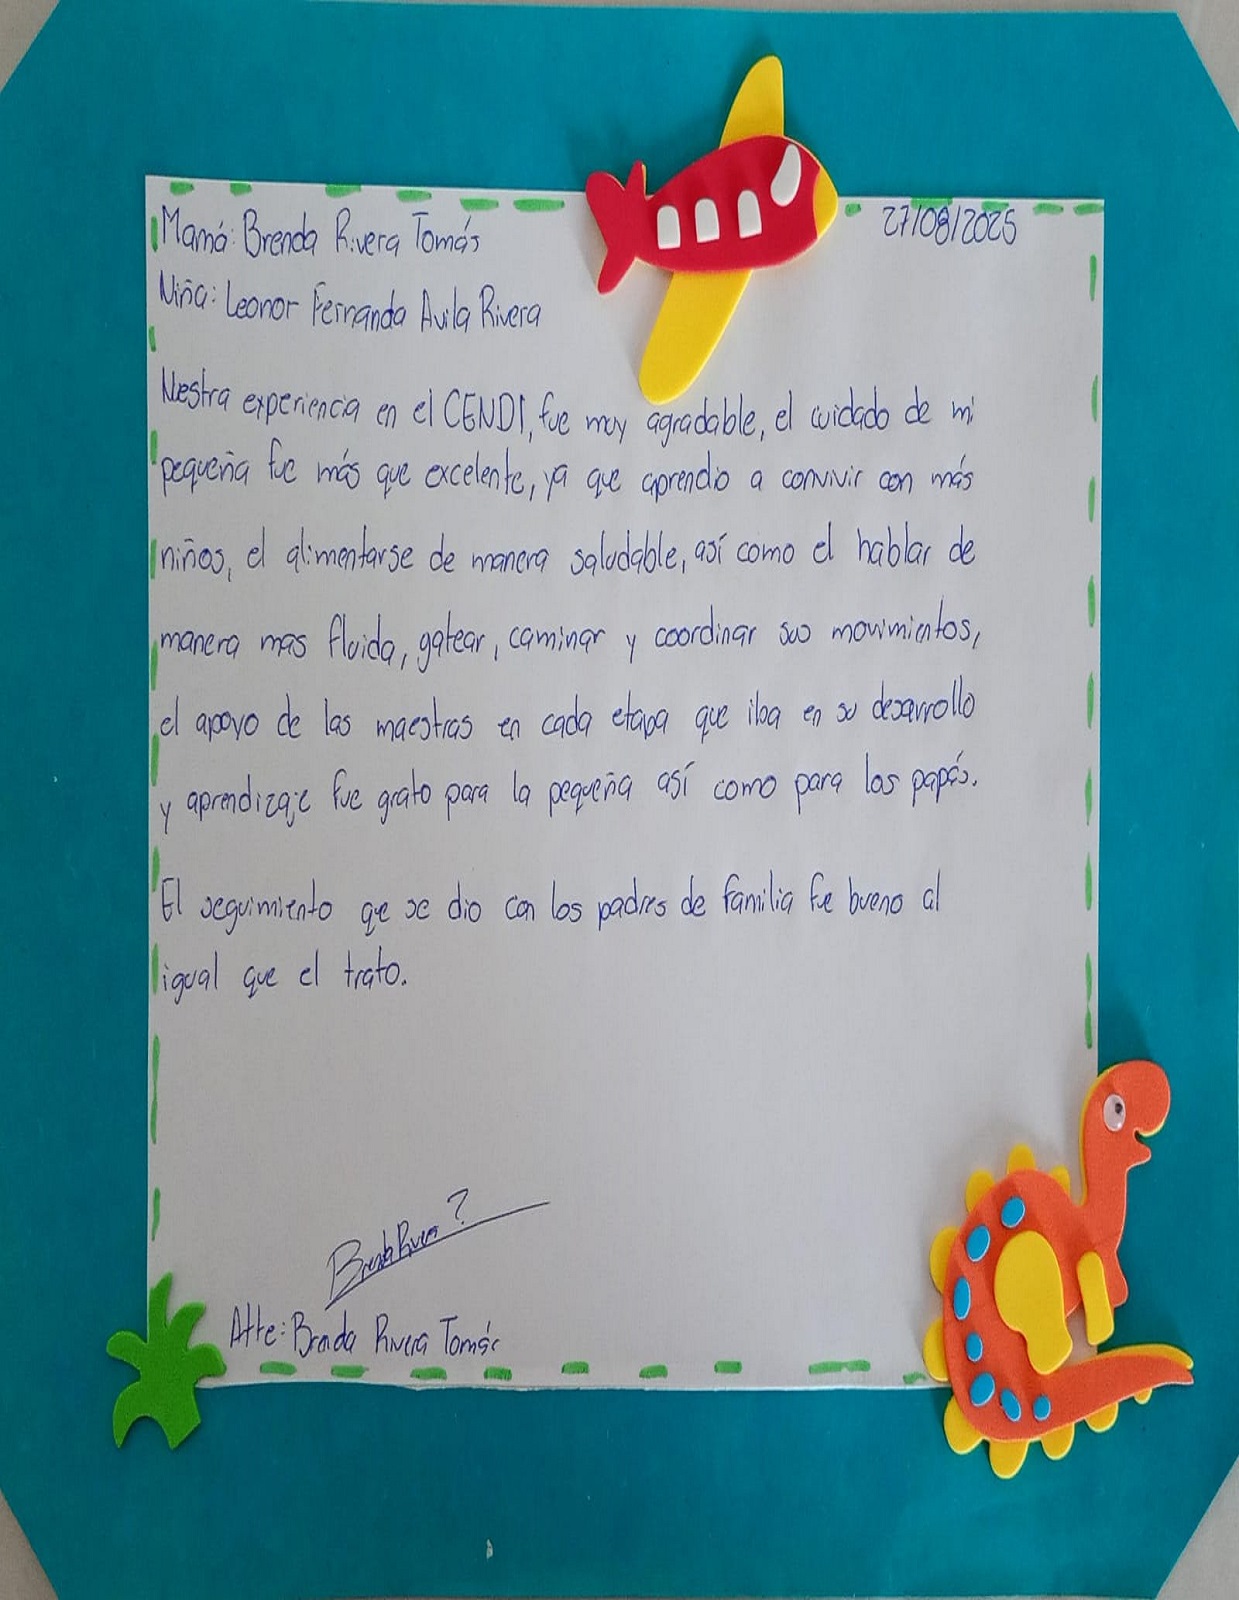 27/08/2025
Mamá: Brenda Rivera Tomás
Niña: Leonor Fernanda Avila Rivera
Nuestra experiencia en el CENDI, fue muy agradable, el cuidado de mi
pequeña fue más que excelente, ya que aprendio a convivir con más
niños, el alimentarse de manera saludable, así como el hablar de
manera mas fluida, gatear, caminar y coordinar sus movimientos,
el apoyo de las maestras en cada etapa que iba en su desarrollo
y aprendizaje fue grato para la pequeña así como para los papás.
El seguimiento que se dio con los padres de familia fue bueno al
igual que el trato.
Brenda Rivera
Atte: Brenda Rivera Tomás